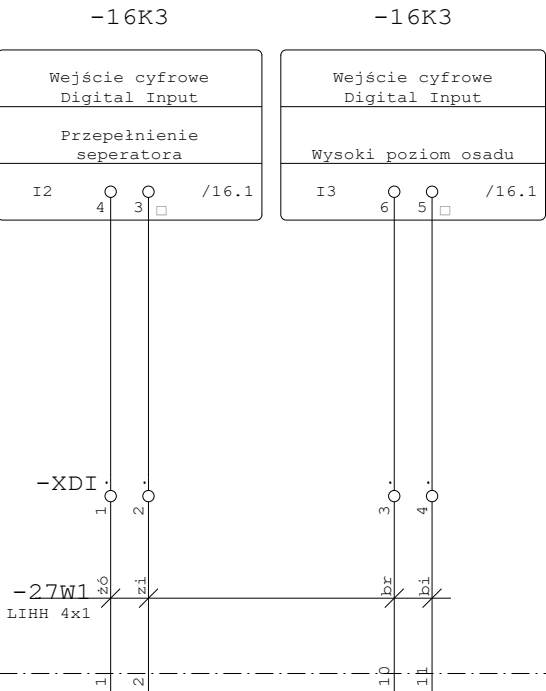 -16K3
-16K3
Wejście cyfrowe
Digital Input
Wejście cyfrowe
Digital Input
Przepełnienie
seperatora
Wysoki poziom osadu
I2
/16.1
I3
/16.1
4
3
6
5
-XDI
1
2
3
4
-27W1
żó
zi
br
bi
LIHH 4x1
1
2
10
11